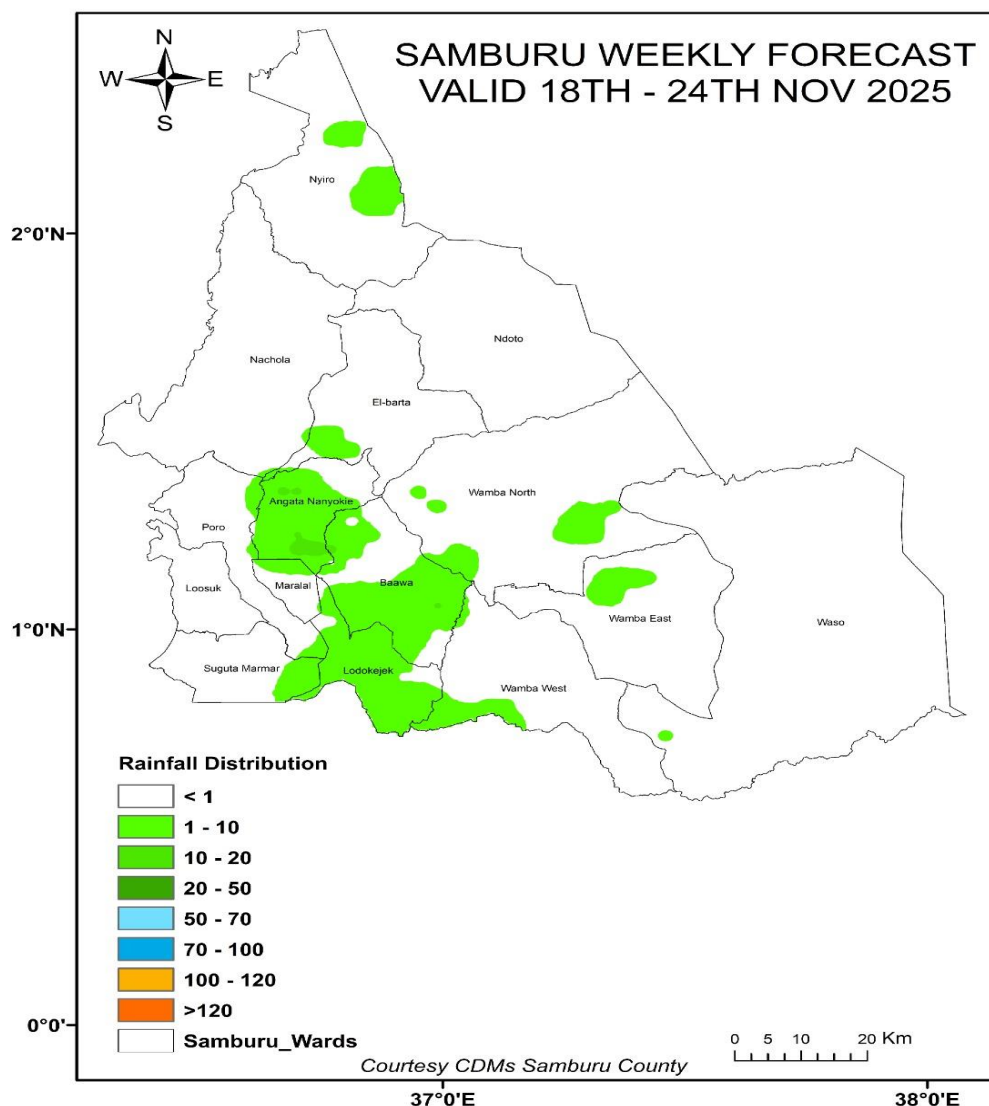 SAMBURU WEEKLY FORECAST
VALID 18TH - 24TH NOV 2025
N
W E
S
Nyiro
2°0'N
Ndoto
Nachola
El-barta
Wamba North
Angata Nanyokie
Poro
Baawa
Maralal
Loosuk
Wamba East
Waso
1°0'N
Suguta Marmar
Lodokejek
Wamba West
Rainfall Distribution
< 1
1 - 10
10 - 20
20 - 50
50 - 70
70 - 100
100 - 120
>120
Samburu_Wards
0°0'
0 5 10 20 Km
Courtesy CDMs Samburu County
37°0'E
38°0'E